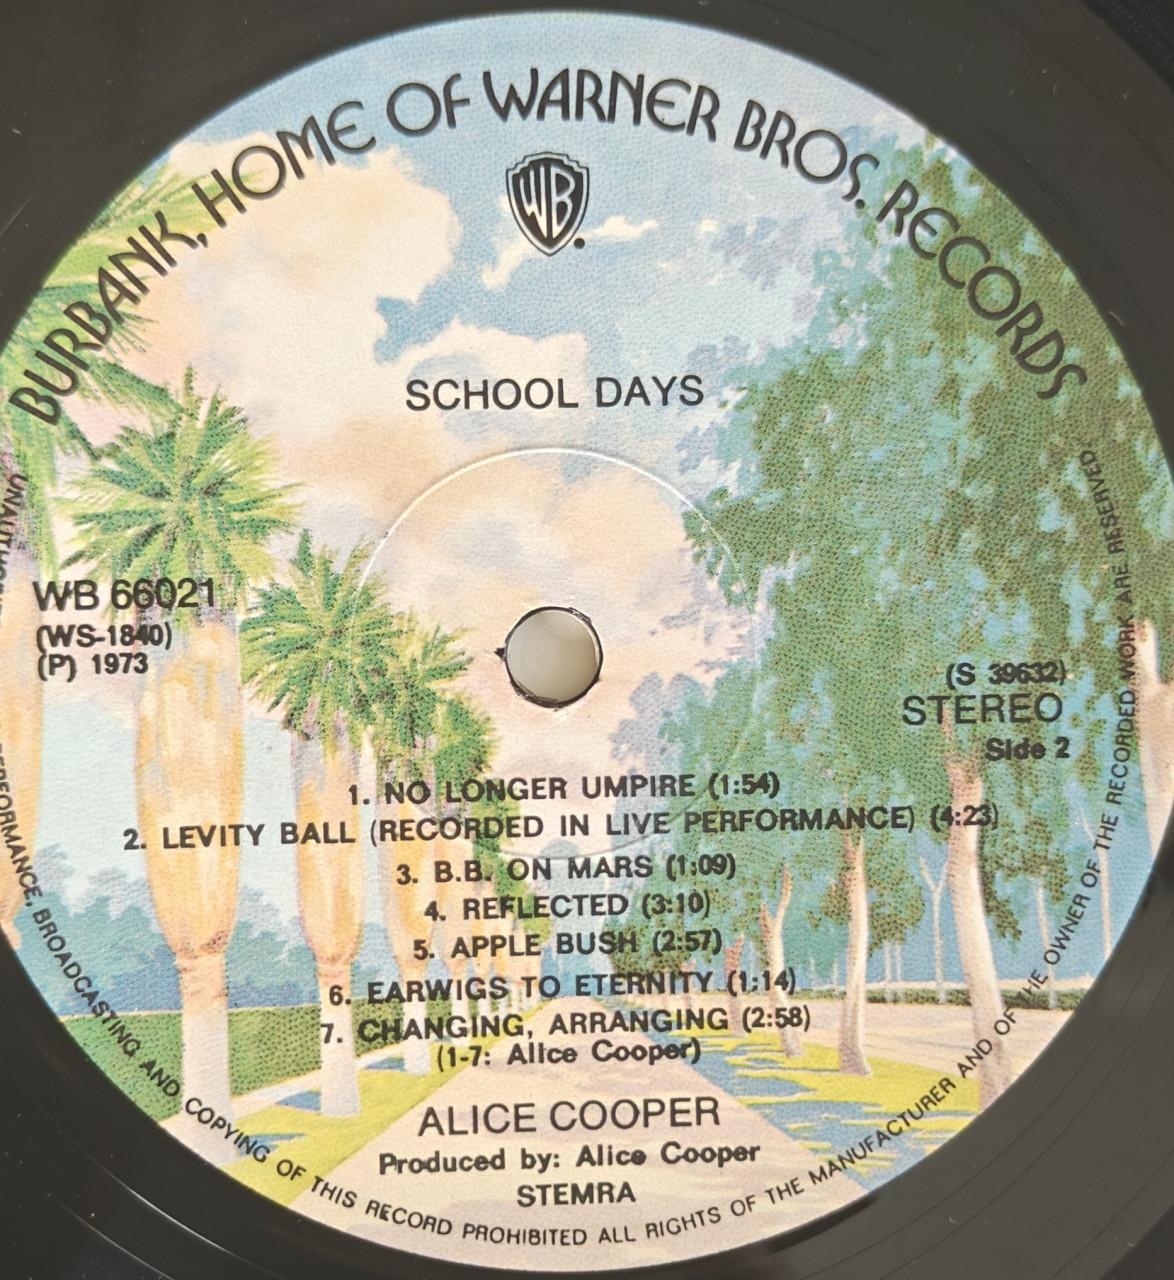 BURBANK, HOME OF WARNER BROS. RECORDS
WB
SCHOOL DAYS
WB 66021
(WS-1840)
(P) 1973
(S 39632)
STEREO
Side 2
1. NO LONGER UMPIRE (1:54)
2. LEVITY BALL (RECORDED IN LIVE PERFORMANCE) (4:23)
3. B.B. ON MARS (1:09)
4. REFLECTED (3:10)
5. APPLE BUSH (2:57)
6. EARWIGS TO ETERNITY (1:14)
7. CHANGING, ARRANGING (2:58)
(1-7: Alice Cooper)
ALICE COOPER
Produced by: Alice Cooper
STEMRA
BROADCASTING AND COPYING OF THIS RECORD PROHIBITED ALL RIGHTS OF THE MANUFACTURER AND OF THE OWNER OF THE RECORDED WORK ARE RESERVED